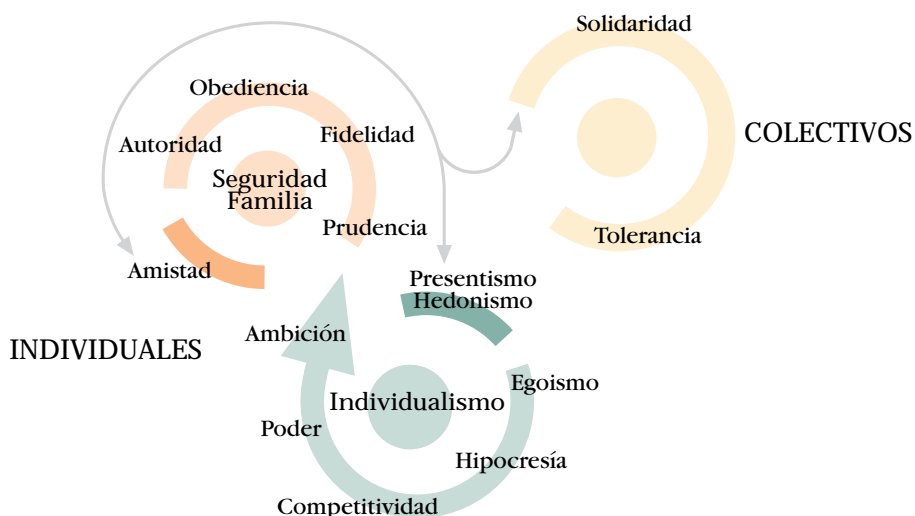 Solidaridad
Obediencia
Fidelidad
COLECTIVOS
Autoridad
Seguridad
Familia
Prudencia
Tolerancia
Amistad
Presentismo
Hedonismo
Ambición
INDIVIDUALES
Egoismo
Individualismo
Poder
Hipocresía
Competitividad